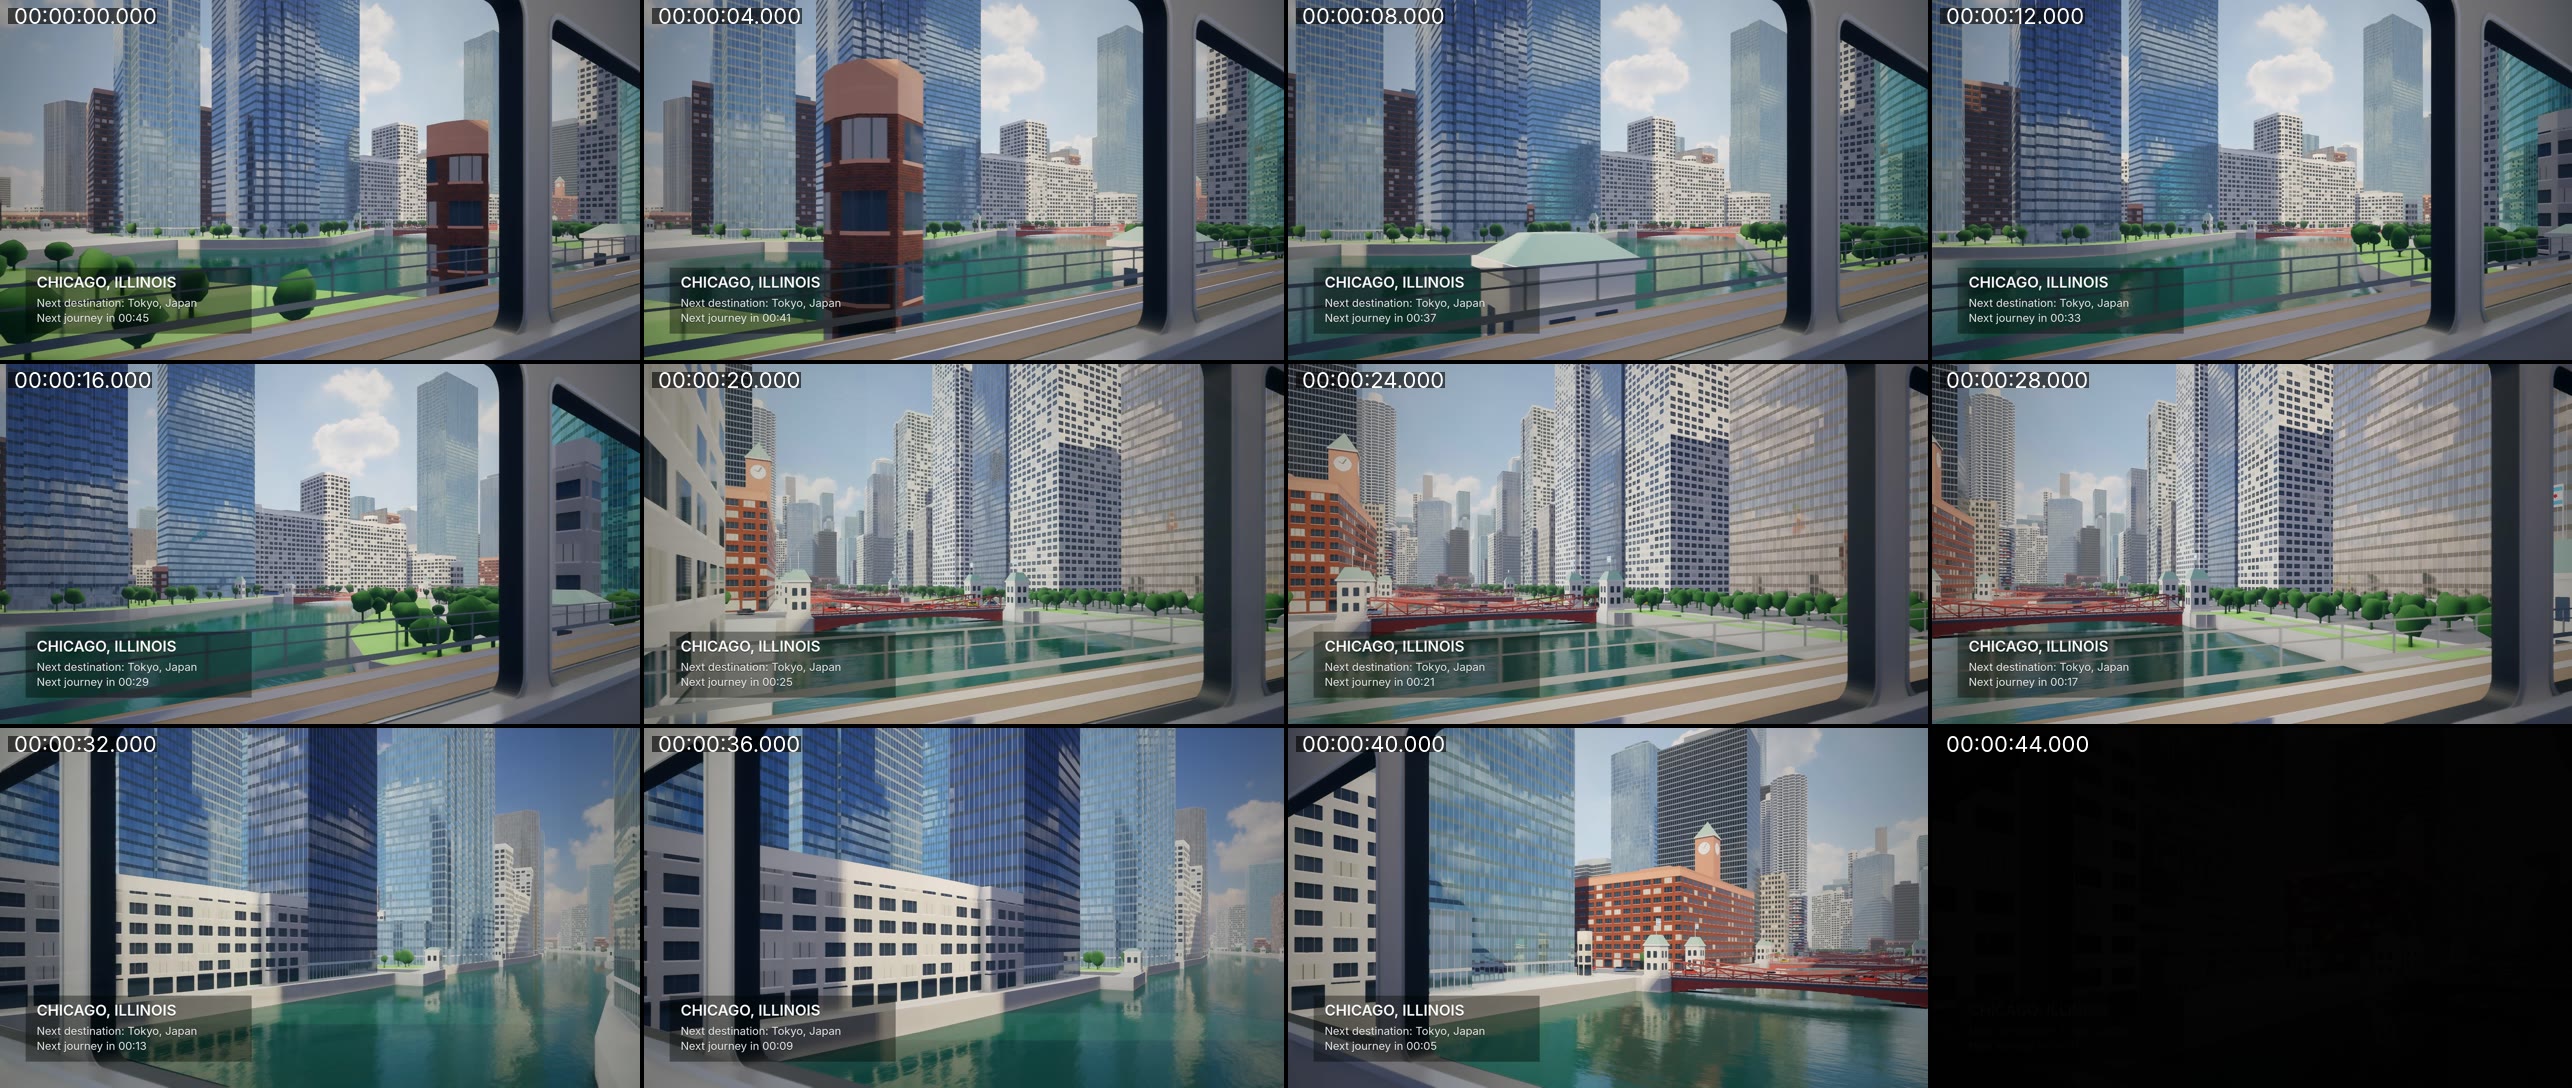 00:00:00.000
CHICAGO, ILLINOIS
Next destination: Tokyo, Japan
Next journey in 00:45
00:00:04.000
CHICAGO, ILLINOIS
Next destination: Tokyo, Japan
Next journey in 00:41
00:00:08.000
CHICAGO, ILLINOIS
Next destination: Tokyo, Japan
Next journey in 00:37
00:00:12.000
CHICAGO, ILLINOIS
Next destination: Tokyo, Japan
Next journey in 00:33
00:00:16.000
CHICAGO, ILLINOIS
Next destination: Tokyo, Japan
Next journey in 00:29
00:00:20.000
CHICAGO, ILLINOIS
Next destination: Tokyo, Japan
Next journey in 00:25
00:00:24.000
CHICAGO, ILLINOIS
Next destination: Tokyo, Japan
Next journey in 00:21
00:00:28.000
CHICAGO, ILLINOIS
Next destination: Tokyo, Japan
Next journey in 00:17
00:00:32.000
CHICAGO, ILLINOIS
Next destination: Tokyo, Japan
Next journey in 00:13
00:00:36.000
CHICAGO, ILLINOIS
Next destination: Tokyo, Japan
Next journey in 00:09
00:00:40.000
CHICAGO, ILLINOIS
Next destination: Tokyo, Japan
Next journey in 00:05
00:00:44.000